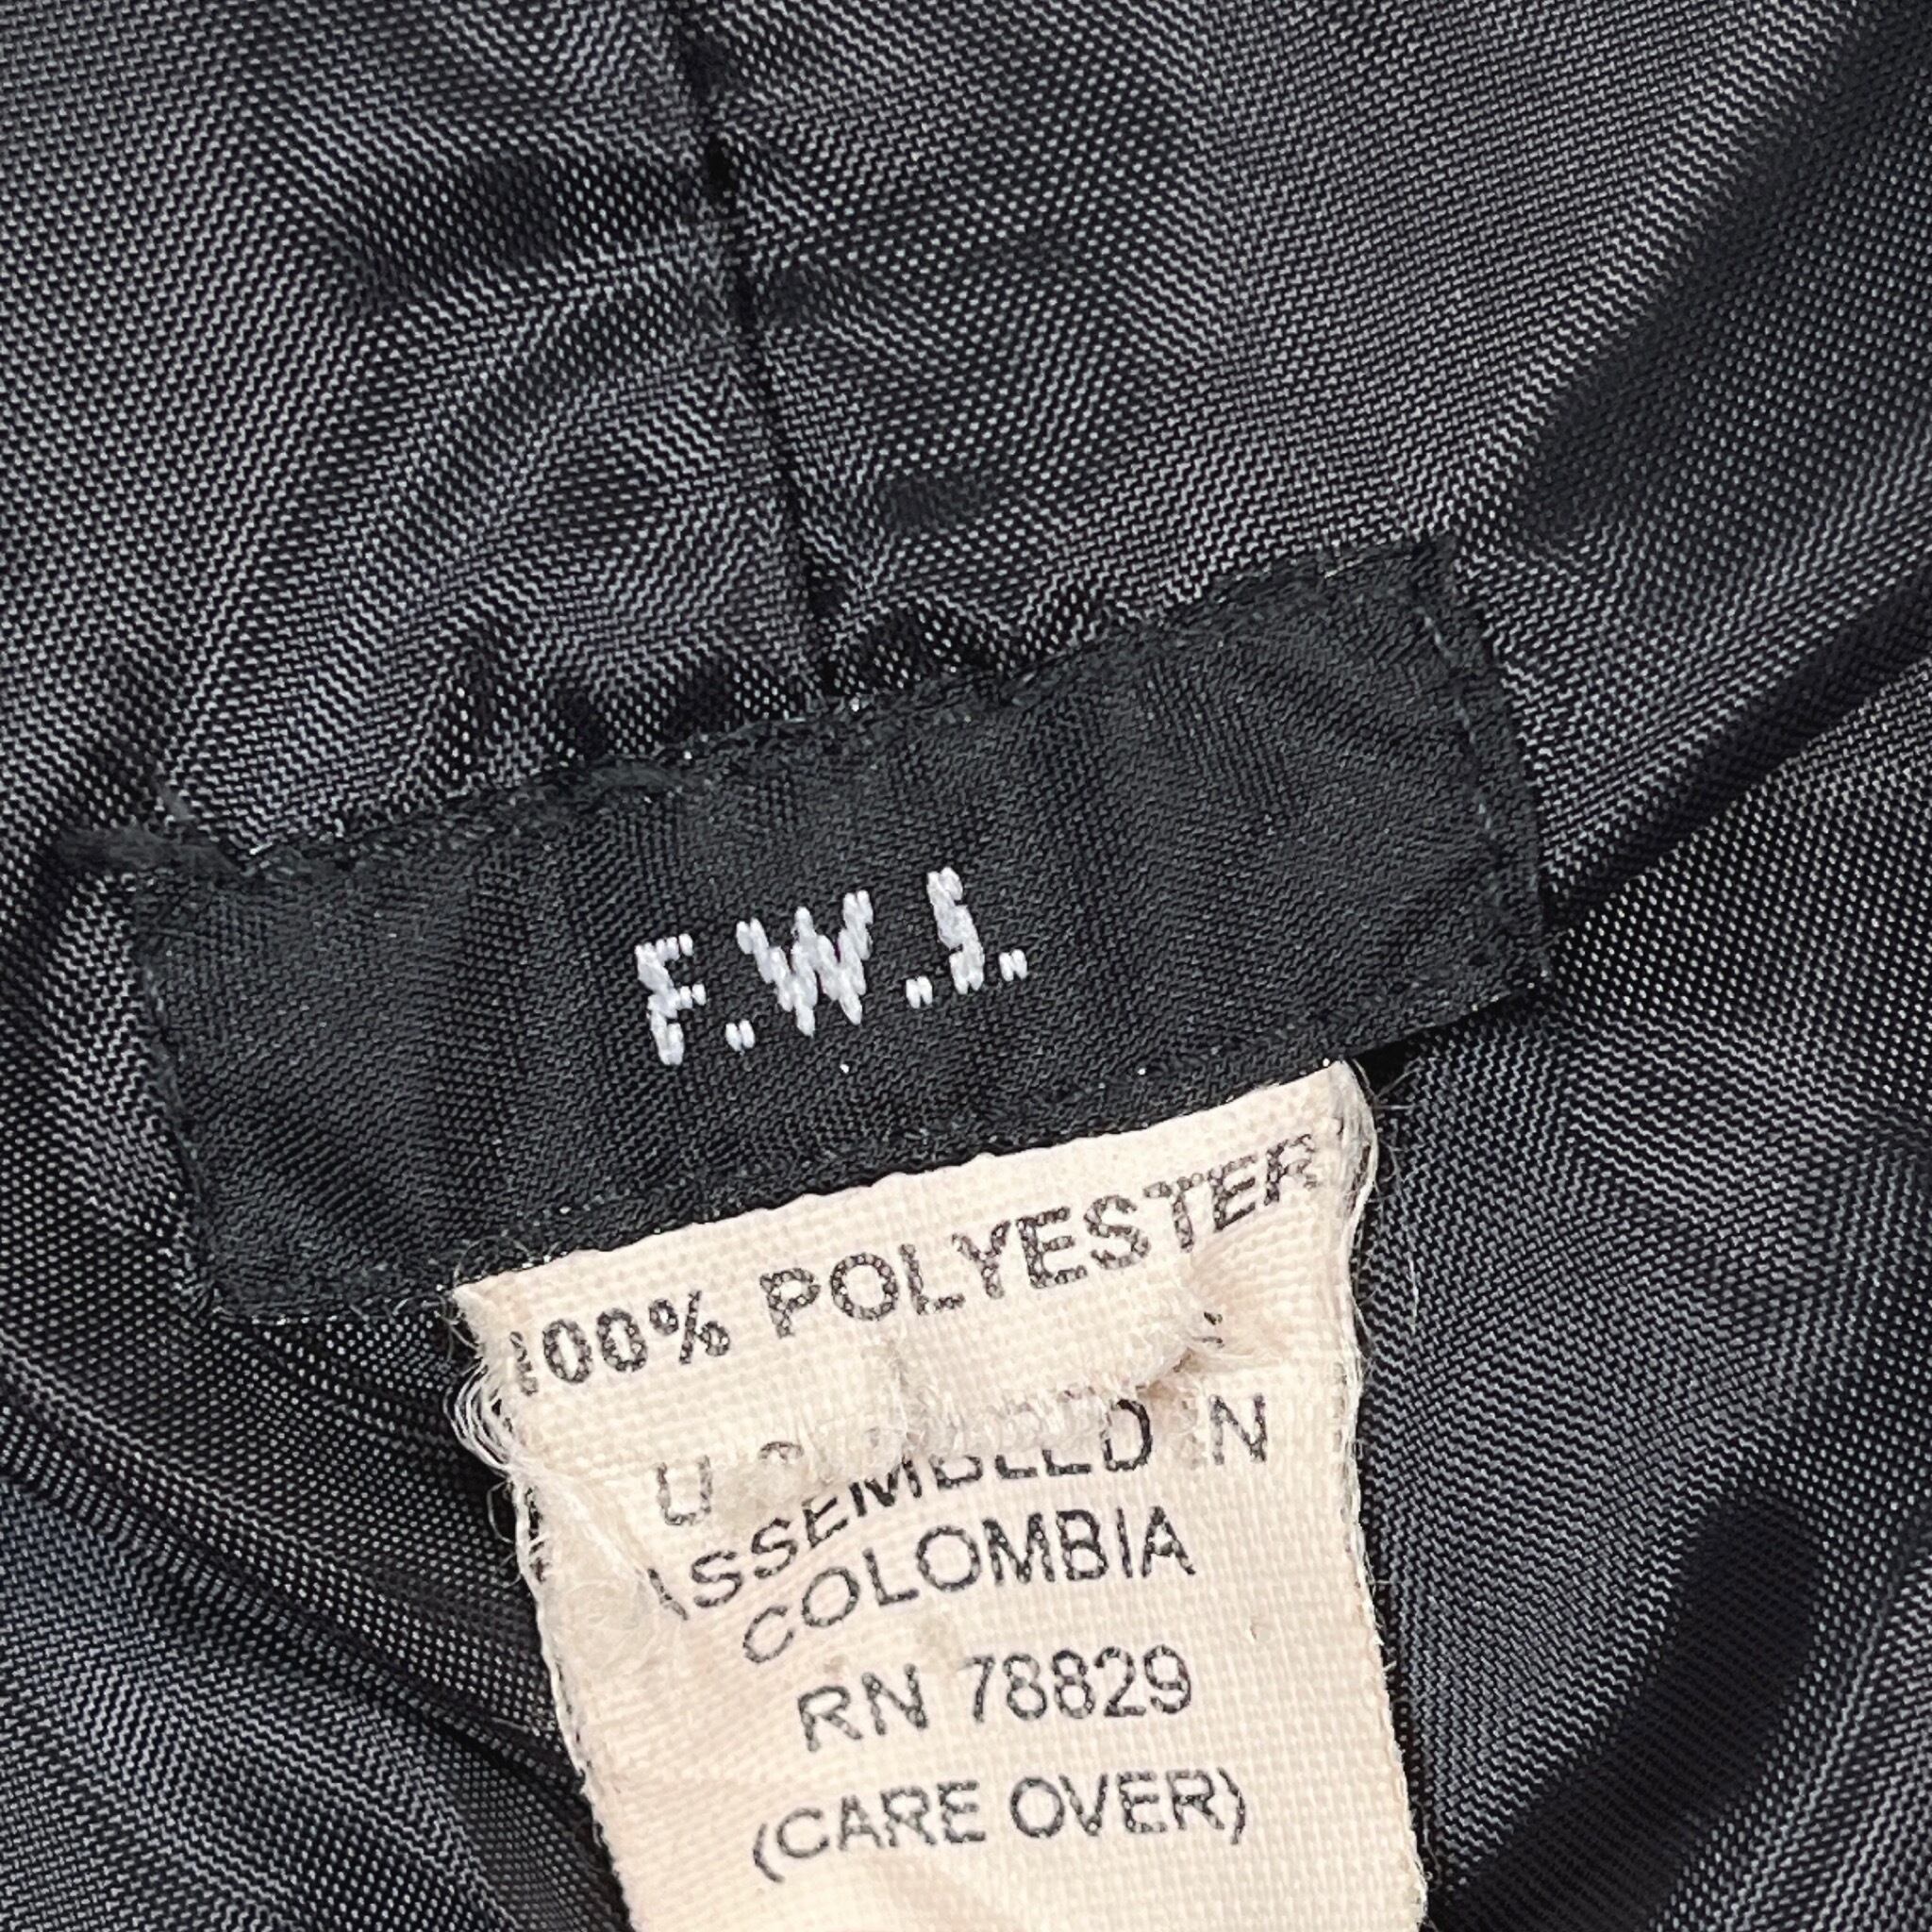 F.W.I.
100% POLYESTER
ASSEMBLED IN
COLOMBIA
RN 78829
(CARE OVER)